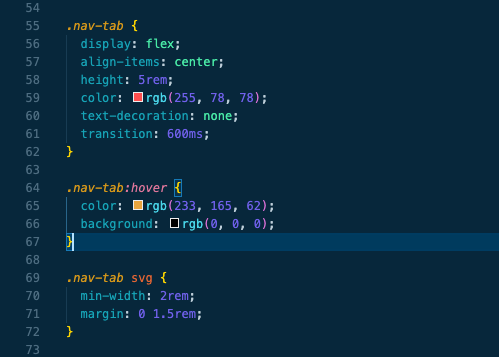 54
55 .nav-tab {
56 display: flex;
57 align-items: center;
58 height: 5rem;
59 color: rgb(255, 78, 78);
60 text-decoration: none;
61 transition: 600ms;
62 }
63
64 .nav-tab:hover {
65 color: rgb(233, 165, 62);
66 background: rgb(0, 0, 0);
67 }
68
69 .nav-tab svg {
70 min-width: 2rem;
71 margin: 0 1.5rem;
72 }
73